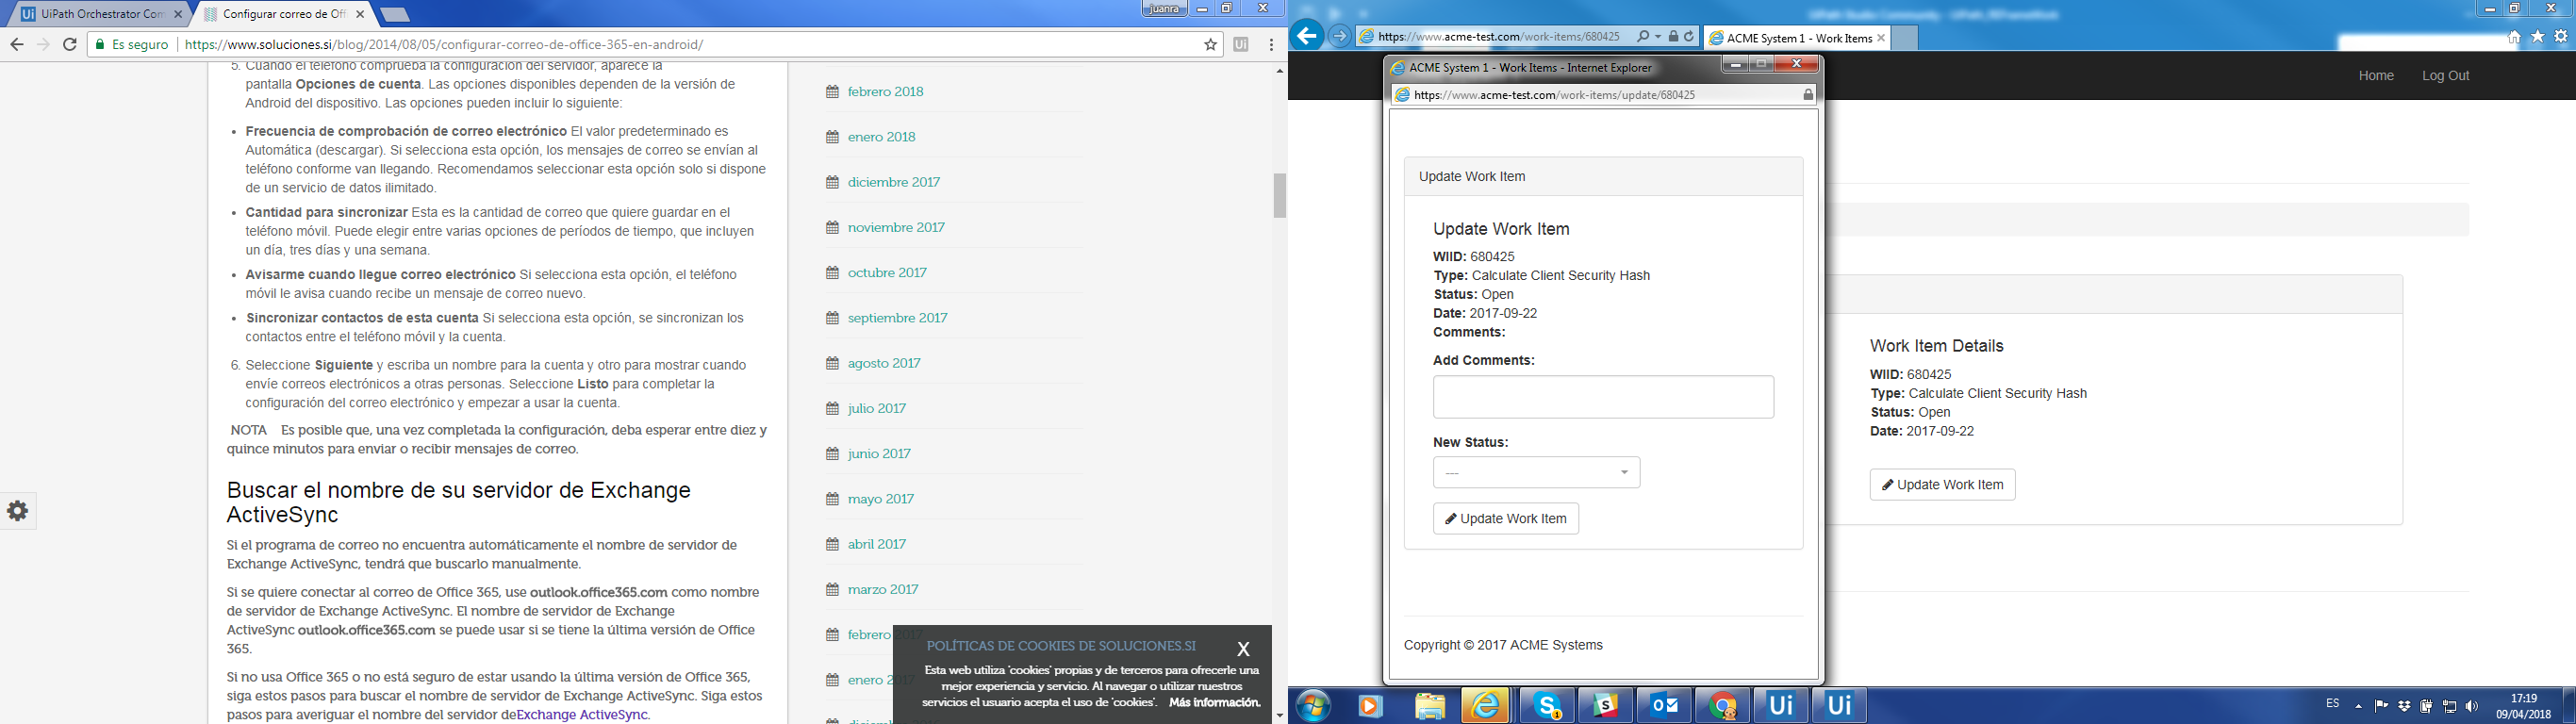 UiPath Orchestrator Com
Configurar correo de Off
juanra
Es seguro
https://www.soluciones.si/blog/2014/08/05/configurar-correo-de-office-365-en-android/
5. Cuando el teléfono comprueba la configuración del servidor, aparece la
pantalla Opciones de cuenta. Las opciones disponibles dependen de la versión de
Android del dispositivo. Las opciones pueden incluir lo siguiente:
• Frecuencia de comprobación de correo electrónico El valor predeterminado es
Automática (descargar). Si selecciona esta opción, los mensajes de correo se envían al
teléfono conforme van llegando. Recomendamos seleccionar esta opción solo si dispone
de un servicio de datos ilimitado.
• Cantidad para sincronizar Esta es la cantidad de correo que quiere guardar en el
teléfono móvil. Puede elegir entre varias opciones de períodos de tiempo, que incluyen
un día, tres días y una semana.
• Avisarme cuando llegue correo electrónico Si selecciona esta opción, el teléfono
móvil le avisa cuando recibe un mensaje de correo nuevo.
• Sincronizar contactos de esta cuenta Si selecciona esta opción, se sincronizan los
contactos entre el teléfono móvil y la cuenta.
6. Seleccione Siguiente y escriba un nombre para la cuenta y otro para mostrar cuando
envíe correos electrónicos a otras personas. Seleccione Listo para completar la
configuración del correo electrónico y empezar a usar la cuenta.
NOTA Es posible que, una vez completada la configuración, deba esperar entre diez y
quince minutos para enviar o recibir mensajes de correo.
Buscar el nombre de su servidor de Exchange
ActiveSync
Si el programa de correo no encuentra automáticamente el nombre de servidor de
Exchange ActiveSync, tendrá que buscarlo manualmente.
Si se quiere conectar al correo de Office 365, use outlook.office365.com como nombre
de servidor de Exchange ActiveSync. El nombre de servidor de Exchange
ActiveSync outlook.office365.com se puede usar si se tiene la última versión de Office
365.
Si no usa Office 365 o no está seguro de estar usando la última versión de Office 365,
siga estos pasos para buscar el nombre de servidor de Exchange ActiveSync. Siga estos
pasos para averiguar el nombre del servidor deExchange ActiveSync.
febrero 2018
enero 2018
diciembre 2017
noviembre 2017
octubre 2017
septiembre 2017
agosto 2017
julio 2017
junio 2017
mayo 2017
abril 2017
marzo 2017
febrero 2017
enero 2017
POLÍTICAS DE COOKIES DE SOLUCIONES.SI
X
Esta web utiliza 'cookies' propias y de terceros para ofrecerle una
mejor experiencia y servicio. Al navegar o utilizar nuestros
servicios el usuario acepta el uso de 'cookies'. Más información.
https://www.acme-test.com/work-items/680425
ACME System 1 - Work Items
Home
Log Out
ACME System 1 - Work Items - Internet Explorer
https://www.acme-test.com/work-items/update/680425
Update Work Item
Update Work Item
WIID: 680425
Type: Calculate Client Security Hash
Status: Open
Date: 2017-09-22
Comments:
Add Comments:
New Status:
---
Update Work Item
Copyright © 2017 ACME Systems
Work Item Details
WIID: 680425
Type: Calculate Client Security Hash
Status: Open
Date: 2017-09-22
Update Work Item
ES
17:19
09/04/2018